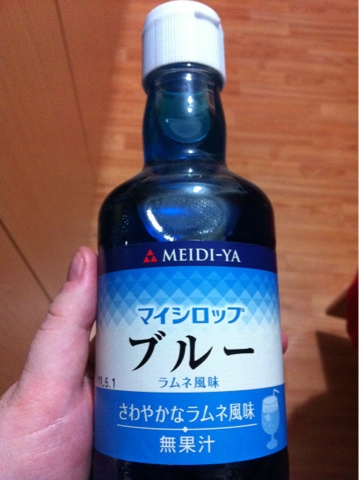 MEIDI-YA
マイシロップ
ブルー
ラムネ風味
さわやかなラムネ風味
無果汁